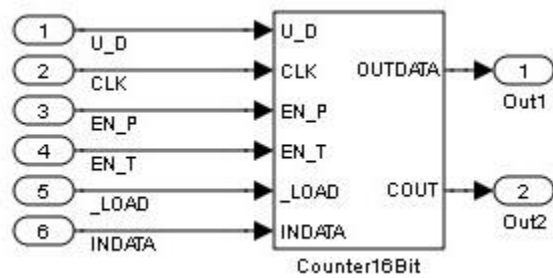 1
U_D
2
CLK
3
EN_P
4
EN_T
5
_LOAD
6
INDATA
U_D
CLK
EN_P
EN_T
_LOAD
INDATA
OUTDATA
COUT
Counter16Bit
1
Out1
2
Out2